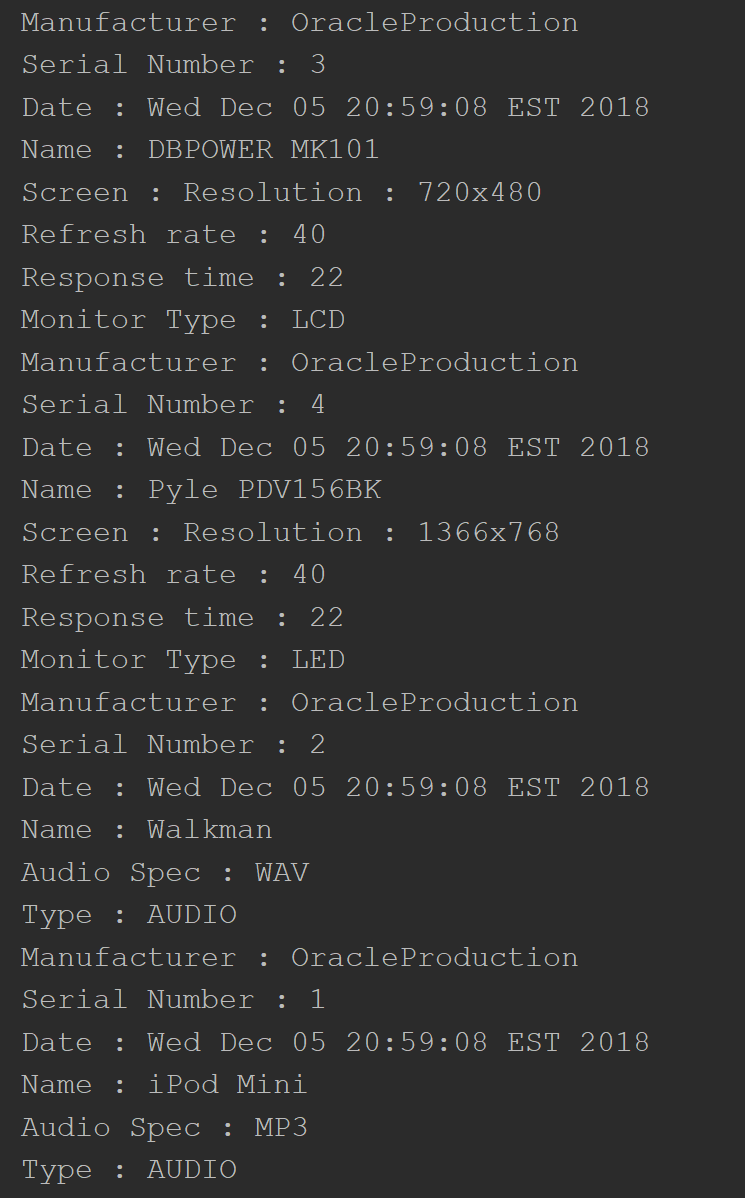 Manufacturer : OracleProduction
Serial Number : 3
Date : Wed Dec 05 20:59:08 EST 2018
Name : DBPOWER MK101
Screen : Resolution : 720x480
Refresh rate : 40
Response time : 22
Monitor Type : LCD
Manufacturer : OracleProduction
Serial Number : 4
Date : Wed Dec 05 20:59:08 EST 2018
Name : Pyle PDV156BK
Screen : Resolution : 1366x768
Refresh rate : 40
Response time : 22
Monitor Type : LED
Manufacturer : OracleProduction
Serial Number : 2
Date : Wed Dec 05 20:59:08 EST 2018
Name : Walkman
Audio Spec : WAV
Type : AUDIO
Manufacturer : OracleProduction
Serial Number : 1
Date : Wed Dec 05 20:59:08 EST 2018
Name : iPod Mini
Audio Spec : MP3
Type : AUDIO